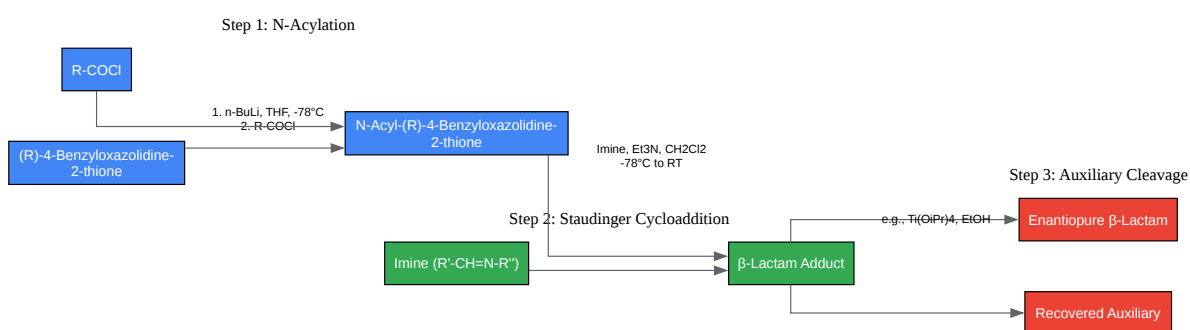 Step 1: N-Acylation
R-COCl
1. n-BuLi, THF, -78°C
2. R-COCl
(R)-4-Benzyloxazolidine-
2-thione
N-Acyl-(R)-4-Benzyloxazolidine-
2-thione
Imine, Et3N, CH2Cl2
-78°C to RT
Step 2: Staudinger Cycloaddition
Imine (R'-CH=N-R'')
β-Lactam Adduct
Step 3: Auxiliary Cleavage
e.g., Ti(OiPr)4, EtOH
Enantiopure β-Lactam
Recovered Auxiliary